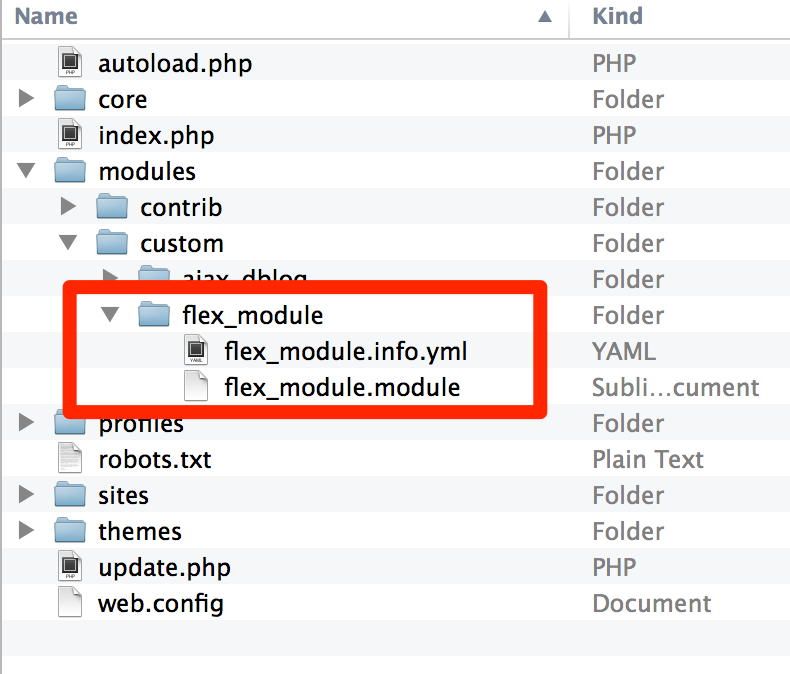 Name Kind
autoload.php PHP
core Folder
index.php PHP
modules Folder
contrib Folder
custom Folder
ajax_dblog Folder
flex_module Folder
flex_module.info.yml YAML
flex_module.module Subli...cument
profiles Folder
robots.txt Plain Text
sites Folder
themes Folder
update.php PHP
web.config Document